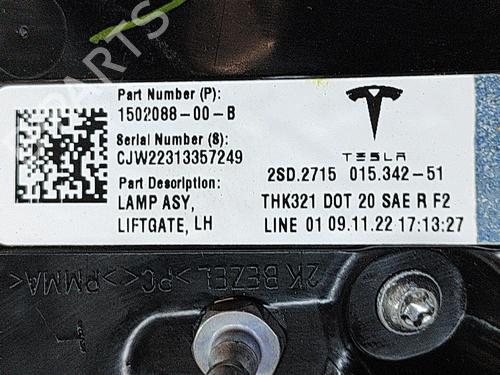 Part Number (P):
1502088-00-B
Serial Number (S):
CJW22313357249
Part Description:
LAMP ASY,
LIFTGATE, LH
TESLA
2SD.2715 015.342-51
THK321 DOT 20 SAE R F2
LINE 01 09.11.22 17:13:27
2K BEZEL >PC< >PMMA<